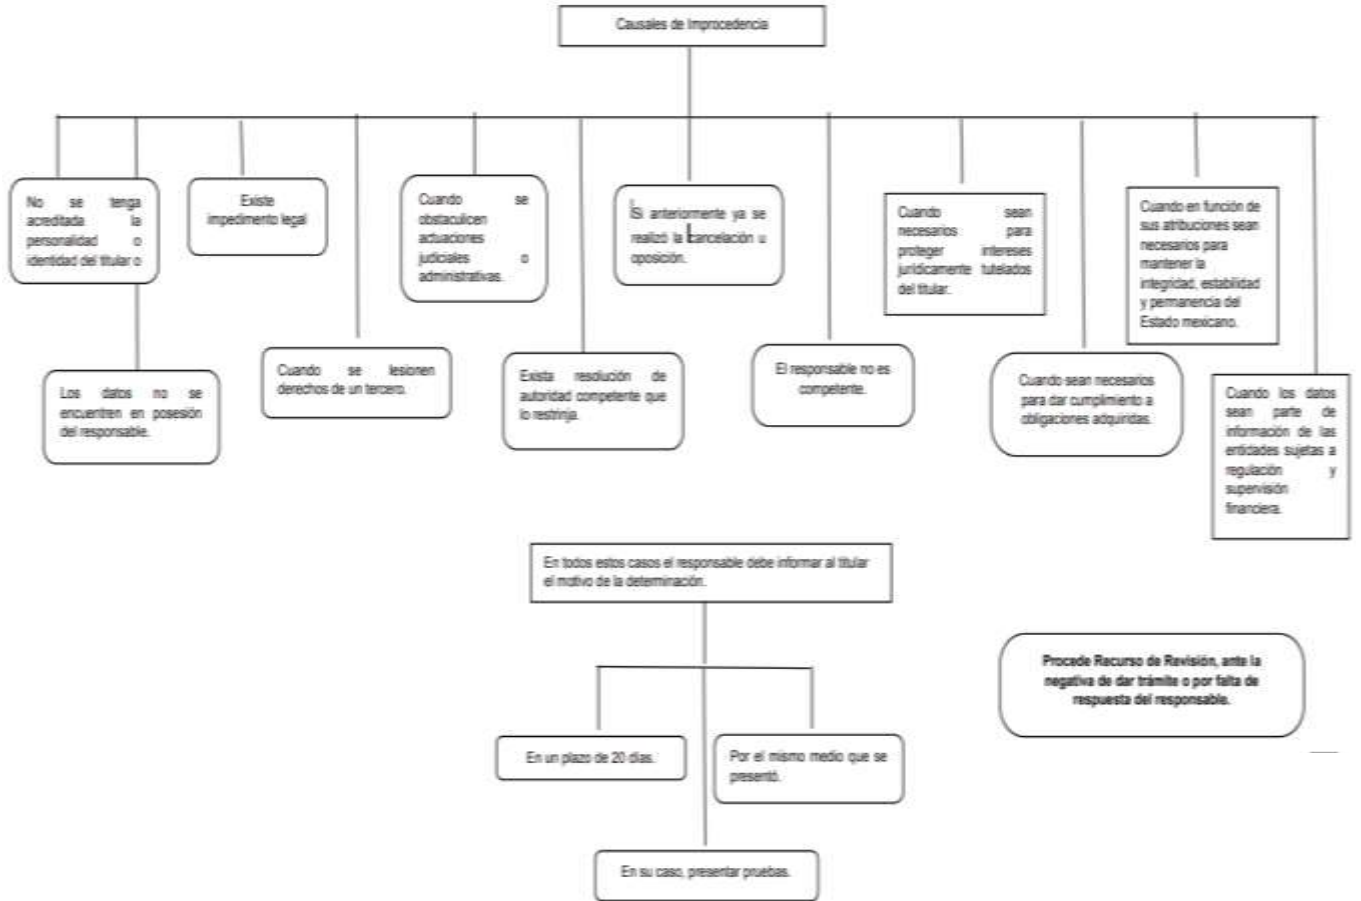 Causales de Improcedencia
No se tenga
acreditada la
personalidad o
identidad del titular o
Existe
impedimento legal
Cuando se
obstaculicen
actuaciones
judiciales o
administrativas.
Si anteriormente ya se
realizó la cancelación u
oposición.
Cuando sean
necesarios para
proteger intereses
jurídicamente tutelados
del titular.
Cuando en función de
sus atribuciones sean
necesarios para
mantener la
integridad, estabilidad
y permanencia del
Estado mexicano.
Los datos no se
encuentren en posesión
del responsable.
Cuando se lesionen
derechos de un tercero.
Exista resolución de
autoridad competente que
lo restrinja.
El responsable no es
competente.
Cuando sean necesarios
para dar cumplimiento a
obligaciones adquiridas.
Cuando los datos
sean parte de
información de las
entidades sujetas a
regulación y
supervisión
financiera.
En todos estos casos el responsable debe informar al titular
el motivo de la determinación.
En un plazo de 20 días.
Por el mismo medio que se
presentó.
En su caso, presentar pruebas.
Procede Recurso de Revisión, ante la
negativa de dar trámite o por falta de
respuesta del responsable.